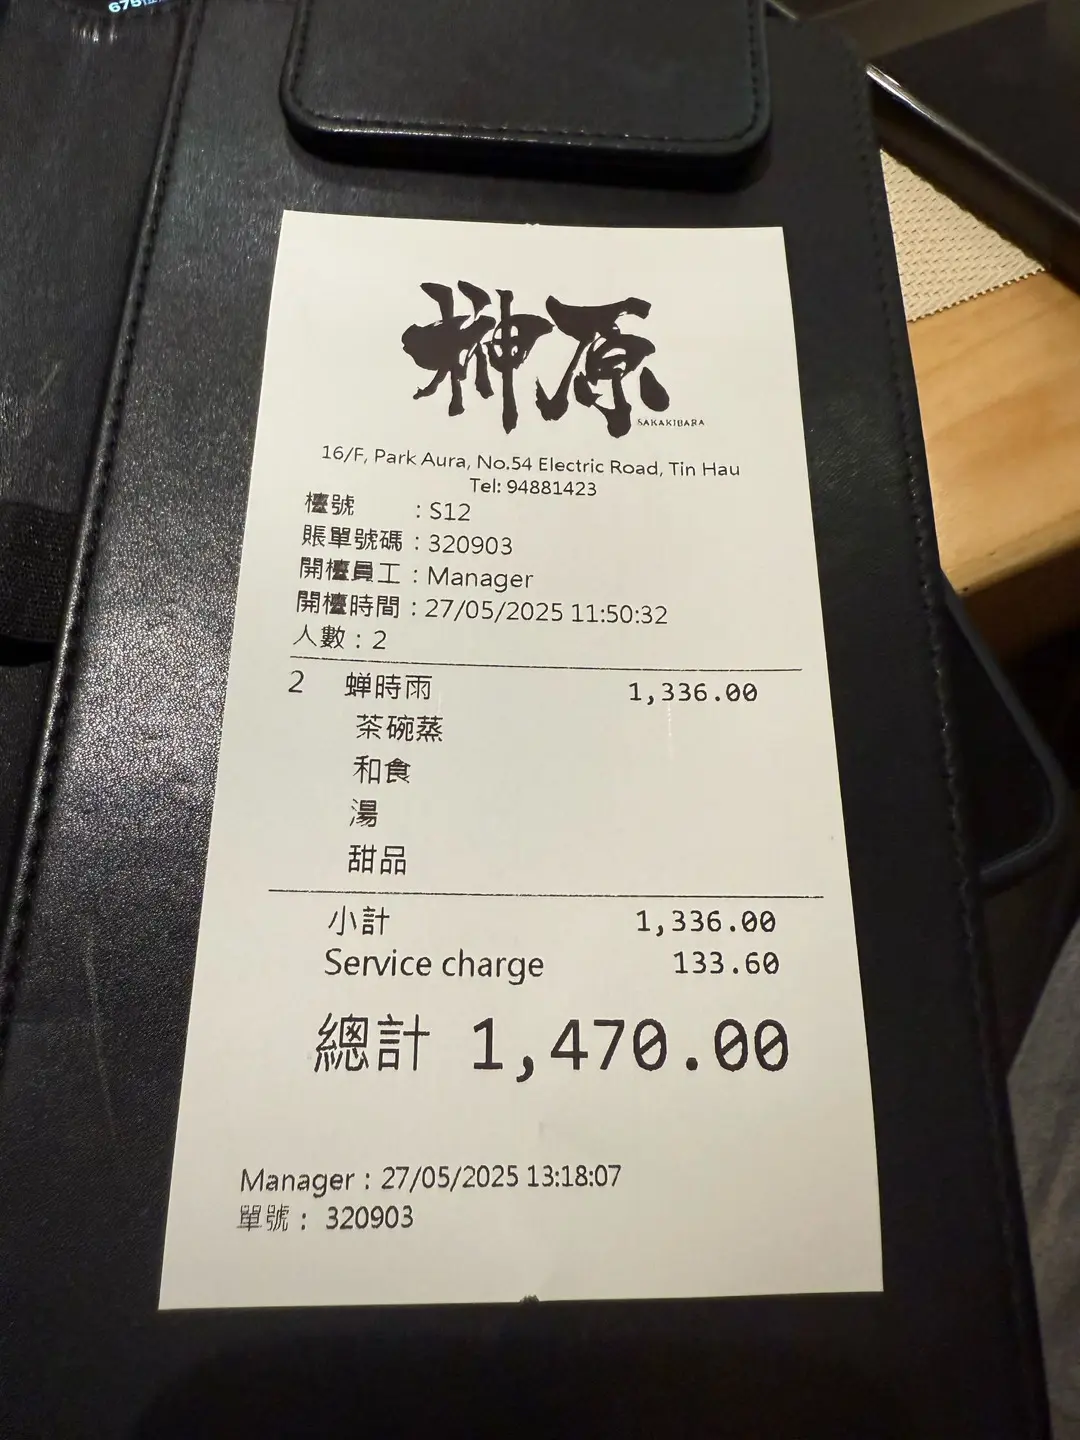 675
榊原
SAKAKIBARA
16/F, Park Aura, No.54 Electric Road, Tin Hau
Tel: 94881423
檯號 : S12
賬單號碼 : 320903
開檯員工 : Manager
開檯時間 : 27/05/2025 11:50:32
人數 : 2
2 蝉時雨 1,336.00
茶碗蒸
和食
湯
甜品
小計 1,336.00
Service charge 133.60
總計 1,470.00
Manager : 27/05/2025 13:18:07
單號 : 320903